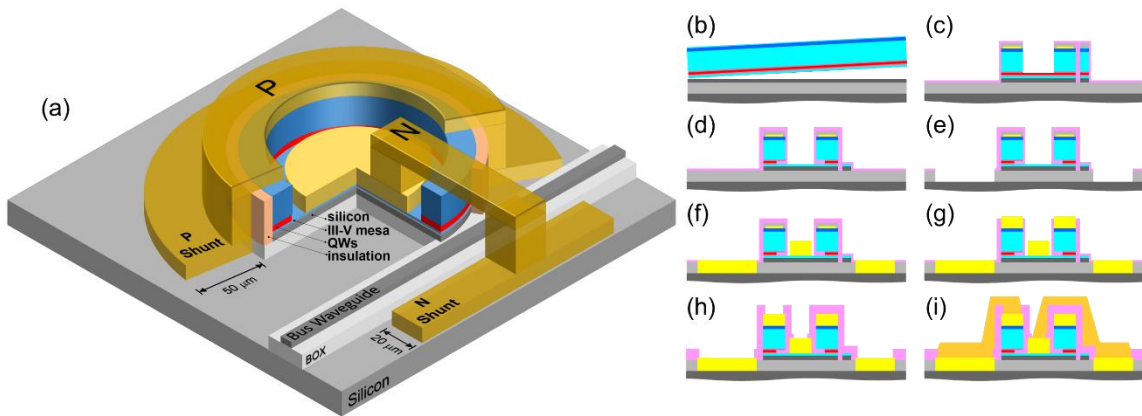 (a)
P
N
silicon
III-V mesa
QWs
insulation
P
Shunt
50 μm
Bus Waveguide
BOX
N
Shunt
20 μm
Silicon
(b)
(c)
(d)
(e)
(f)
(g)
(h)
(i)